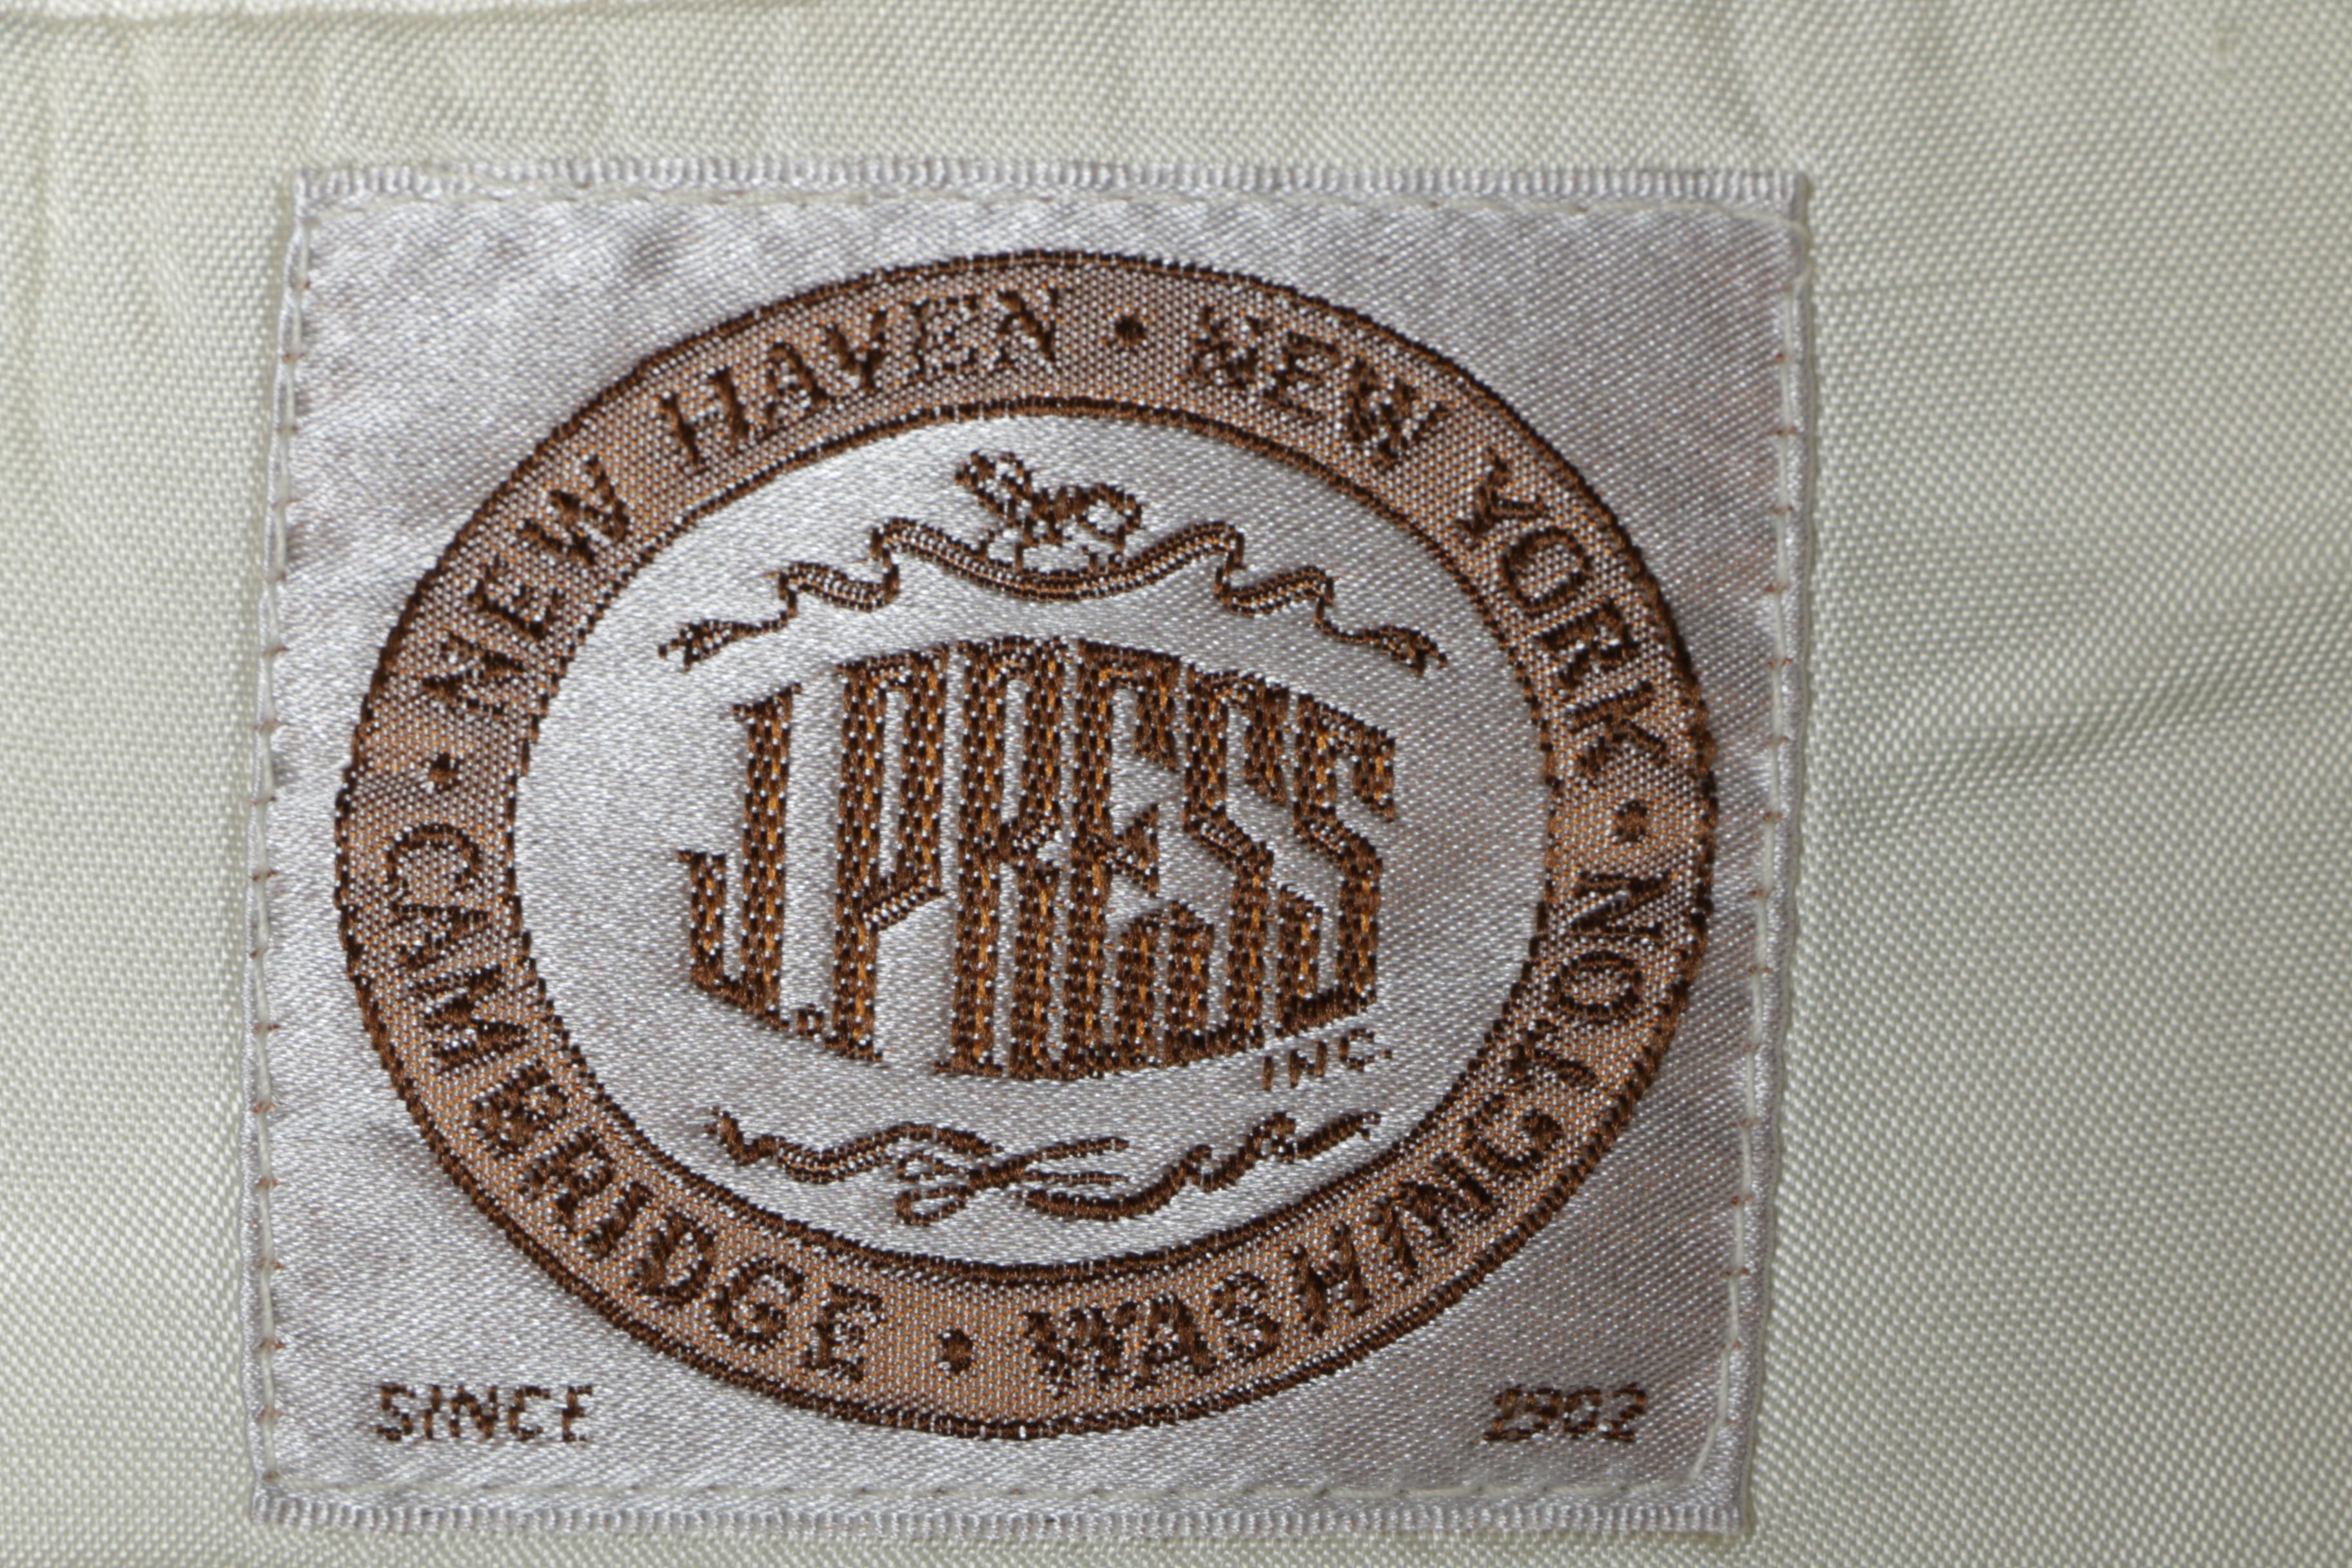 • NEW HAVEN • NEW YORK • WASHINGTON • CAMBRIDGE
J. PRESS
INC.
SINCE 1902